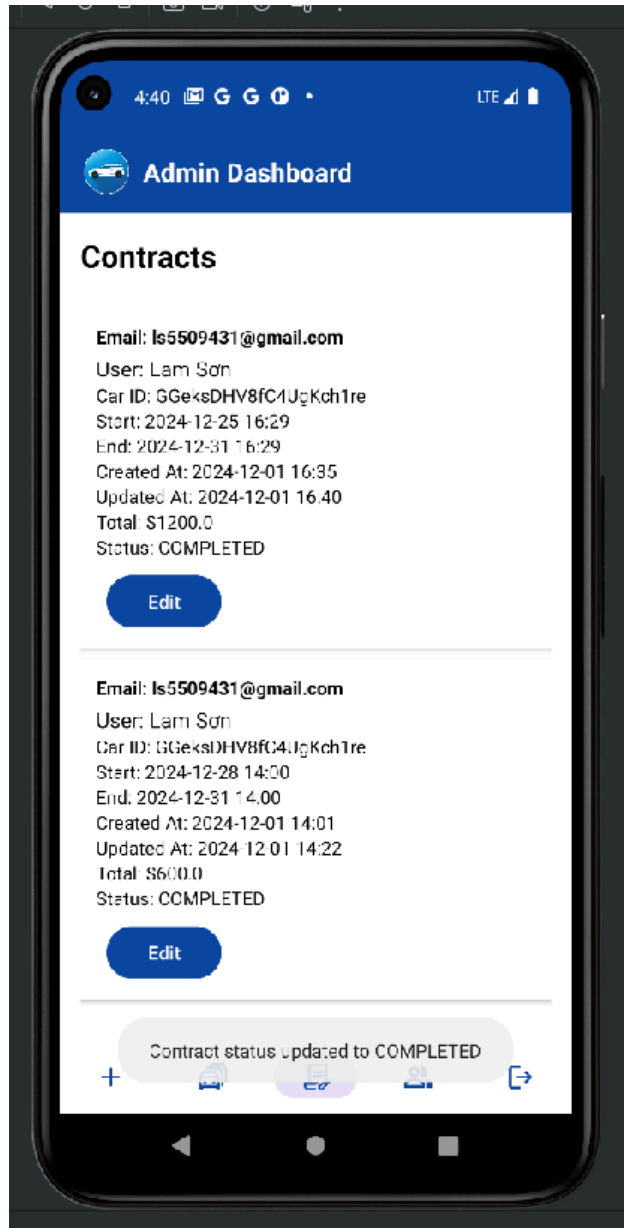 4:40 G G LTE
Admin Dashboard
Contracts
Email: ls5509431@gmail.com
User: Lam Sơn
Car ID: GGeksDHV8fC4UgKch1re
Start: 2024-12-25 16:29
End: 2024-12-31 16:29
Created At: 2024-12-01 16:35
Updated At: 2024-12-01 16:40
Total: $1200.0
Status: COMPLETED
Edit
Email: ls5509431@gmail.com
User: Lam Sơn
Car ID: GGeksDHV8fC4UgKch1re
Start: 2024-12-28 14:00
End: 2024-12-31 14:00
Created At: 2024-12-01 14:01
Updated At: 2024-12-01 14:22
Total: $600.0
Status: COMPLETED
Edit
Contract status updated to COMPLETED